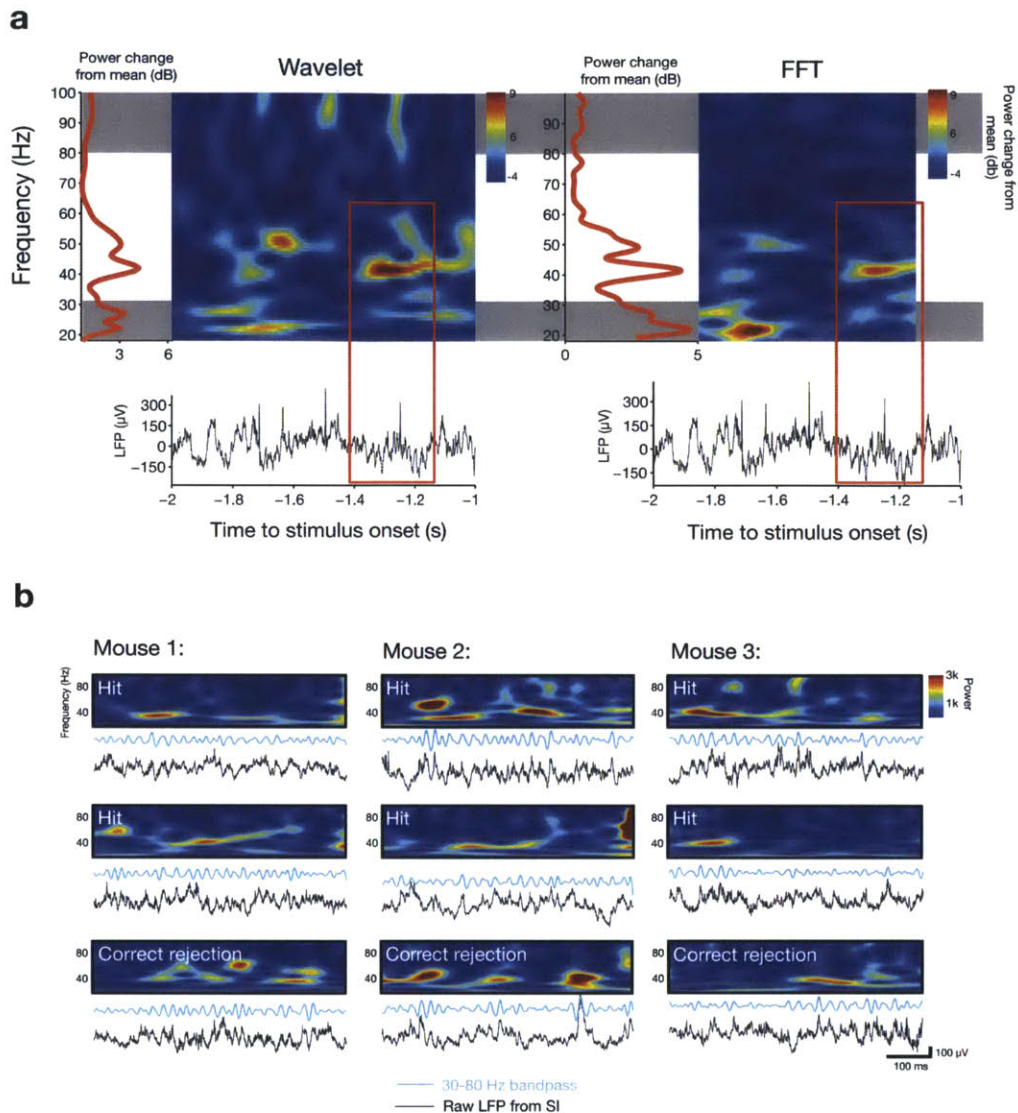 a
Power change
from mean (dB)
Wavelet
Power change
from mean (dB)
FFT
Frequency (Hz)
100
90
80
70
60
50
40
30
20
3
6
9
6
-4
90
80
70
60
50
40
30
20
0
5
9
6
-4
Power change from
mean (db)
LFP (µV)
300
150
0
−150
−2
−1.8
−1.6
−1.4
−1.2
−1
Time to stimulus onset (s)
LFP (µV)
300
150
0
−150
−2
−1.8
−1.6
−1.4
−1.2
−1
Time to stimulus onset (s)
b
Mouse 1:
Mouse 2:
Mouse 3:
Frequency (Hz)
80
40
Hit
80
40
Hit
80
40
Hit
3k
1k
Power
80
40
Hit
80
40
Hit
80
40
Hit
80
40
Correct rejection
80
40
Correct rejection
80
40
Correct rejection
100 µV
100 ms
30-80 Hz bandpass
Raw LFP from SI